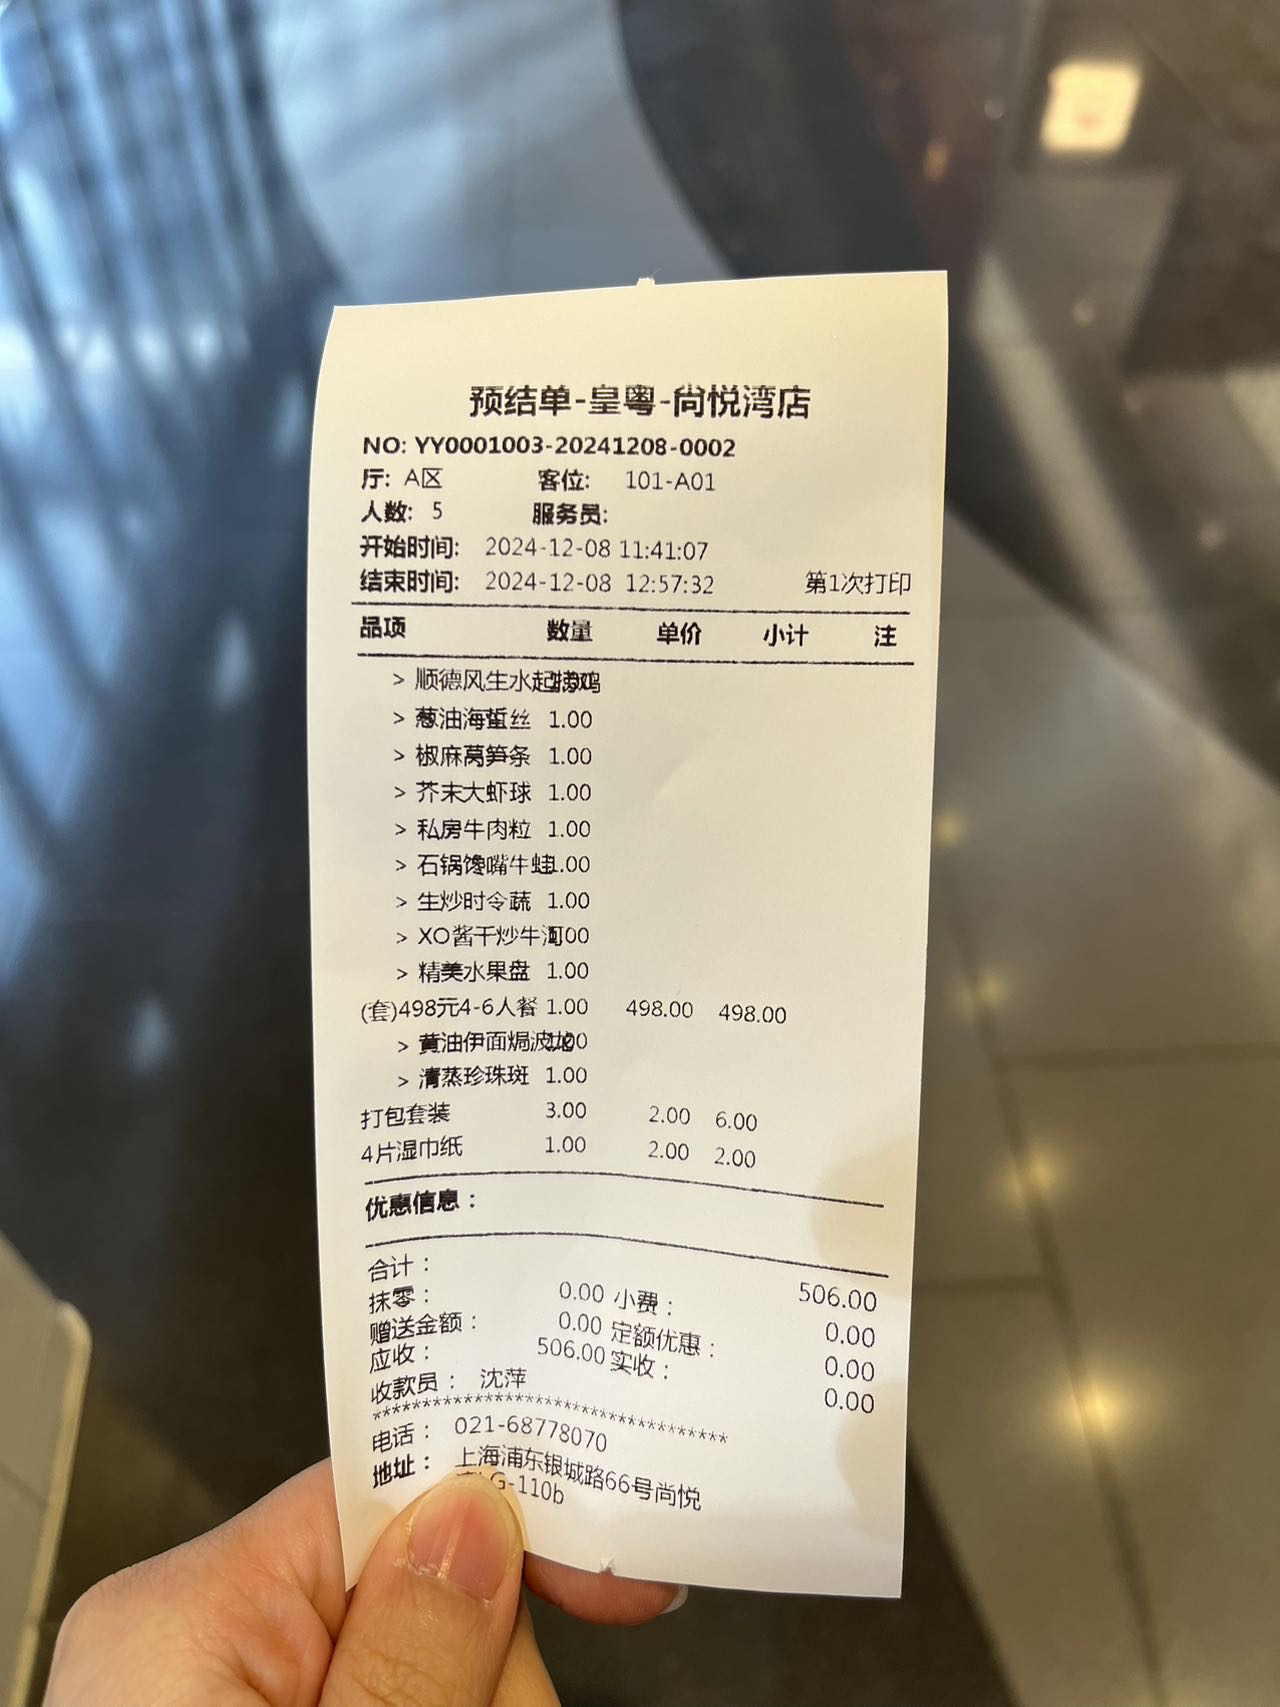 预结单-皇粤-尚悦湾店
NO: YY0001003-20241208-0002
厅: A区 客位: 101-A01
人数: 5 服务员:
开始时间: 2024-12-08 11:41:07
结束时间: 2024-12-08 12:57:32 第1次打印
品项 数量 单价 小计 注
> 顺德风生水起捞鸡
> 葱油海蜇丝 1.00
> 椒麻莴笋条 1.00
> 芥末大虾球 1.00
> 私房牛肉粒 1.00
> 石锅馋嘴牛蛙1.00
> 生炒时令蔬 1.00
> XO酱干炒牛河1.00
> 精美水果盘 1.00
(套)498元4-6人餐 1.00 498.00 498.00
> 黄油伊面焗波龙1.00
> 清蒸珍珠斑 1.00
打包套装 3.00 2.00 6.00
4片湿巾纸 1.00 2.00 2.00
优惠信息：
合计： 506.00
抹零： 0.00 小费： 0.00
赠送金额： 0.00 定额优惠： 0.00
应收： 506.00 实收： 0.00
收款员： 沈萍
************************************
电话： 021-68778070
地址： 上海浦东银城路66号尚悦
G-110b